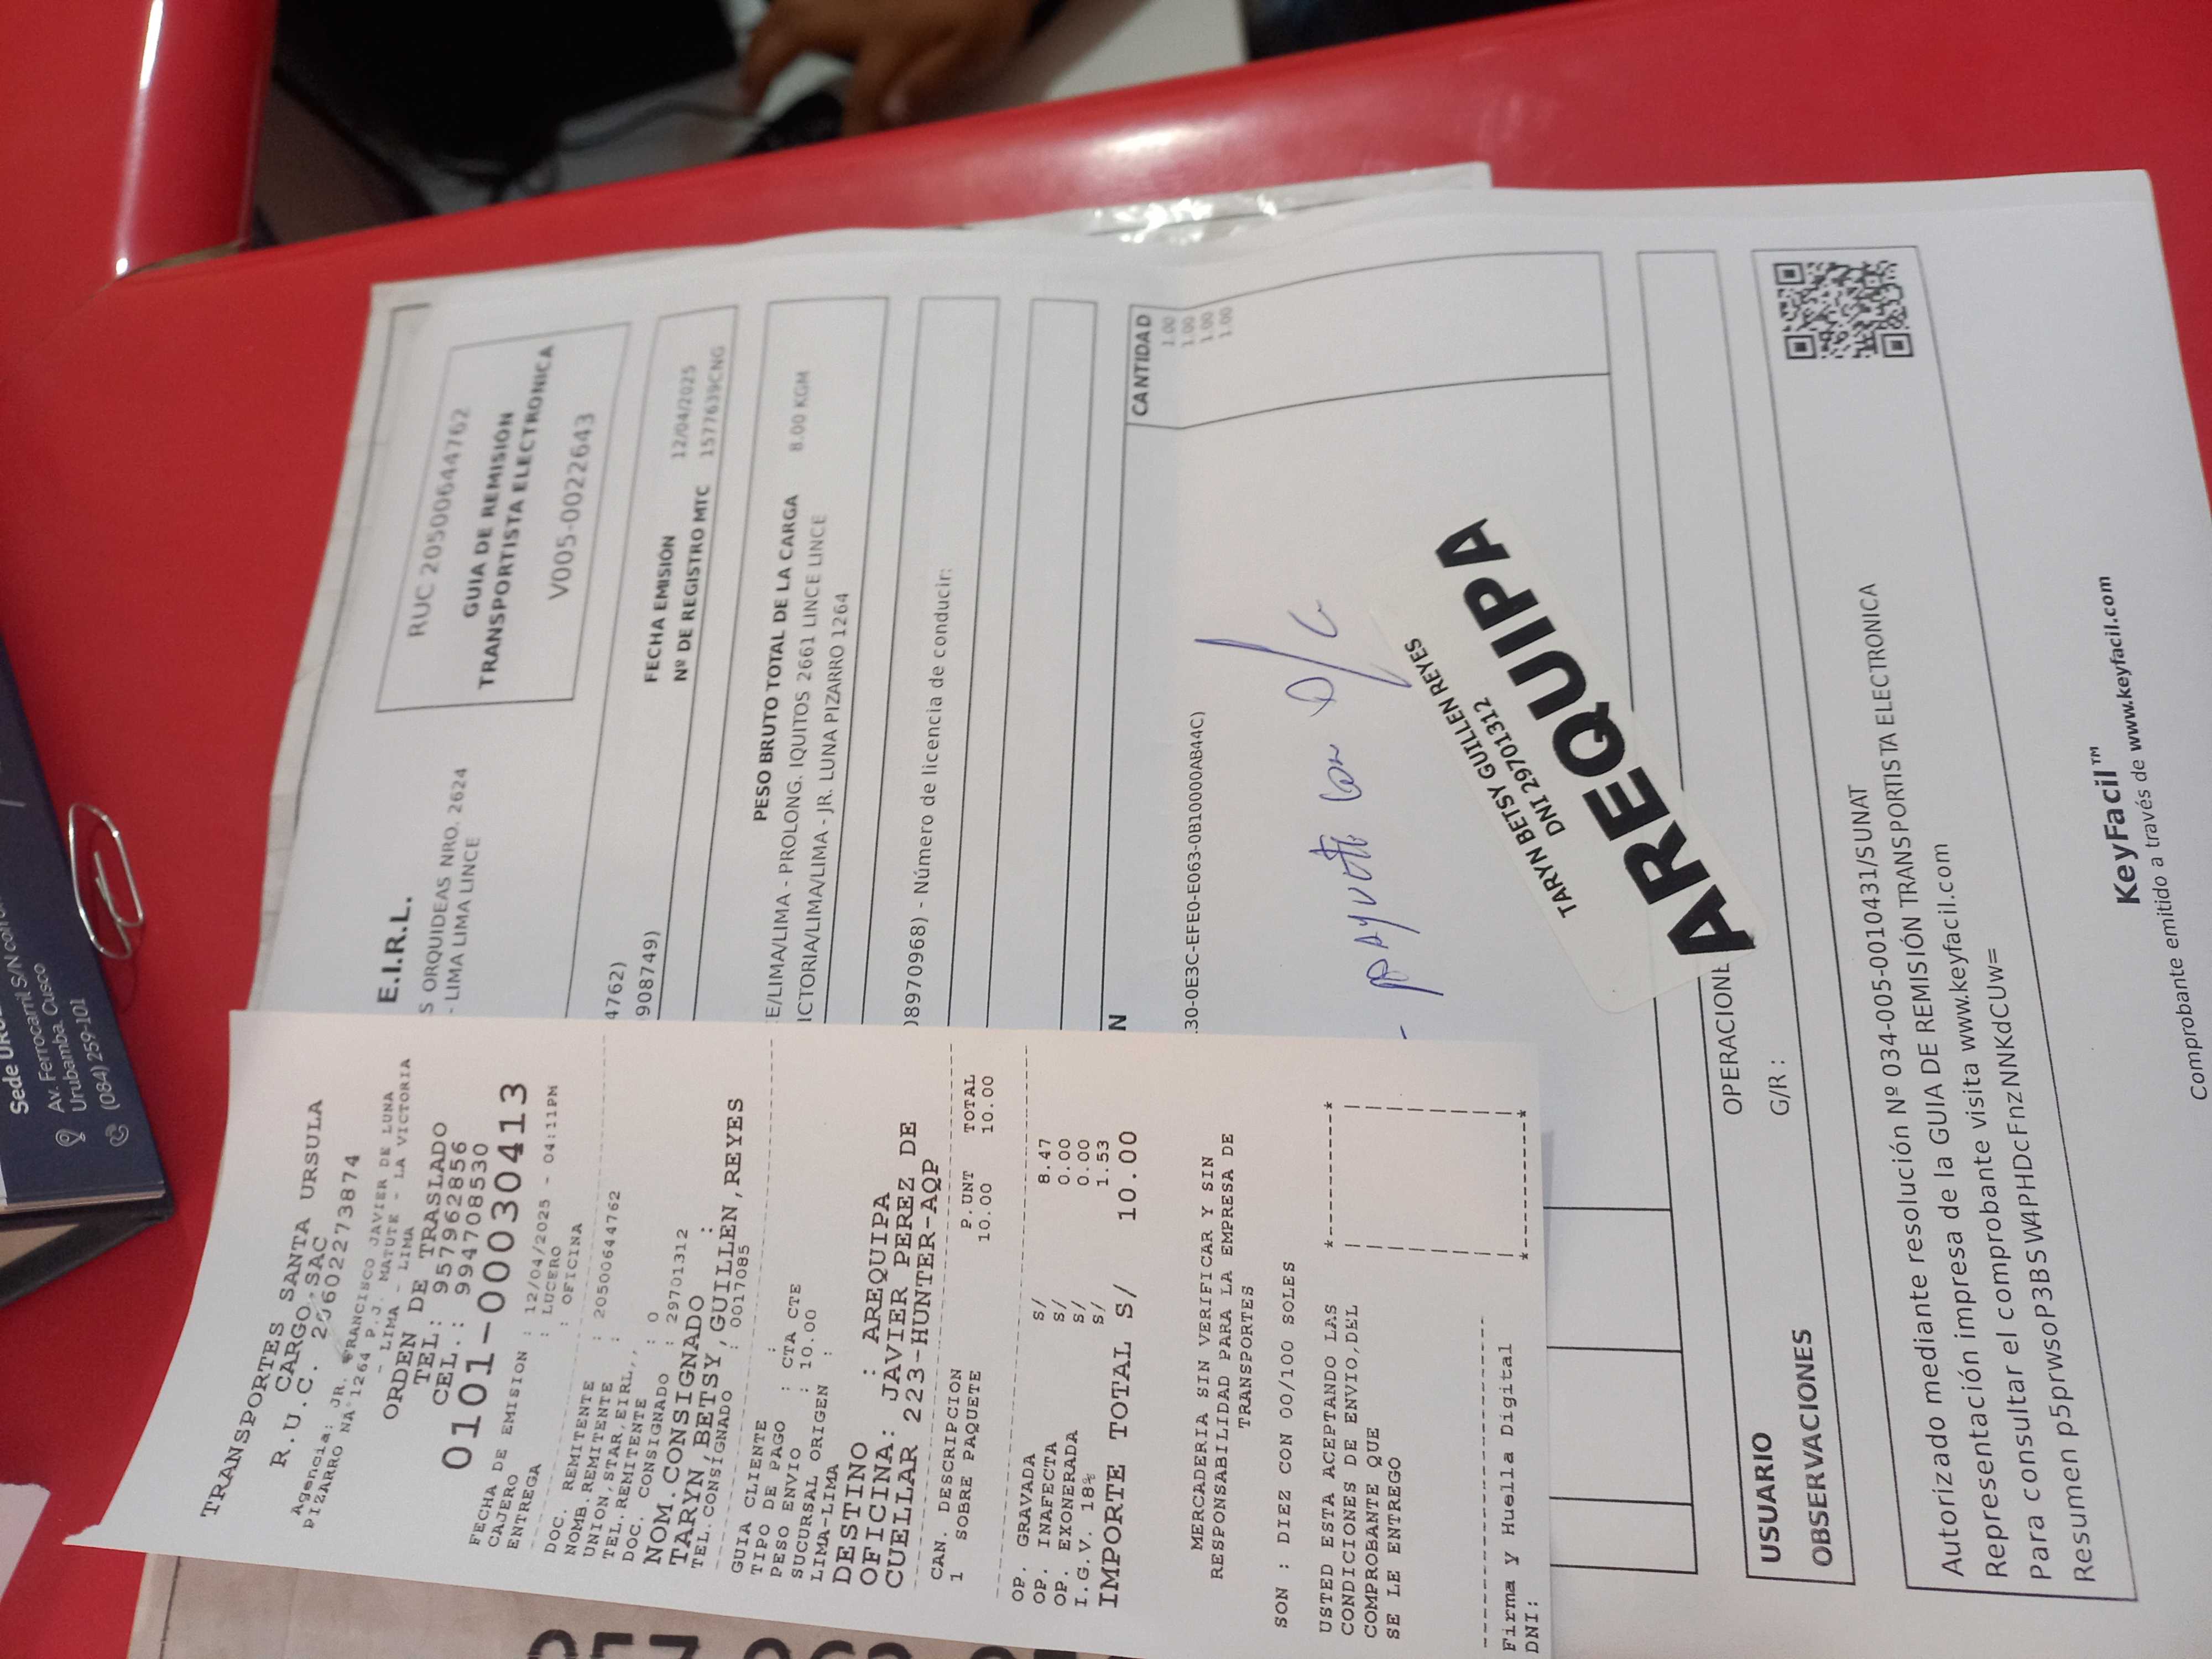 TRANSPORTES SANTA URSULA
CARGO SAC
R.U.C. 20602273874
Agencia: JR. FRANCISCO JAVIER DE LUNA
PIZARRO NA°1264 P.J. MATUTE - LA VICTORIA
- LIMA - LIMA
ORDEN DE TRASLADO
TEL: 957962856
CEL.: 994708530
0101-00030413
FECHA DE EMISION : 12/04/2025 - 04:11PM
CAJERO : LUCERO
ENTREGA : OFICINA
DOC. REMITENTE : 20500644762
NOMB.REMITENTE :
UNION,STAR,EIRL,,
TEL.REMITENTE : 0
DOC. CONSIGNADO : 29701312
NOM.CONSIGNADO :
TARYN,BETSY,GUILLEN,REYES
TEL.CONSIGNADO : 0017085
GUIA CLIENTE :
TIPO DE PAGO : CTA CTE
PESO ENVIO : 10.00
SUCURSAL ORIGEN :
LIMA-LIMA
DESTINO : AREQUIPA
OFICINA: JAVIER PEREZ DE
CUELLAR 223-HUNTER-AQP
CAN. DESCRIPCION P.UNT TOTAL
1 SOBRE PAQUETE 10.00 10.00
OP. GRAVADA S/ 8.47
OP. INAFECTA S/ 0.00
OP. EXONERADA S/ 0.00
I.G.V. 18% S/ 1.53
IMPORTE TOTAL S/ 10.00
MERCADERIA SIN VERIFICAR Y SIN
RESPONSABILIDAD PARA LA EMPRESA DE
TRANSPORTES
SON : DIEZ CON 00/100 SOLES
USTED ESTA ACEPTANDO LAS
CONDICIONES DE ENVIO,DEL
COMPROBANTE QUE
SE LE ENTREGO
Firma y Huella Digital
DNI:
E.I.R.L.
S ORQUIDEAS NRO. 2624
- LIMA LIMA LINCE
RUC 20500644762
GUIA DE REMISIÓN
TRANSPORTISTA ELECTRONICA
V005-0022643
4762)
908749)
FECHA EMISIÓN 12/04/2025
Nº DE REGISTRO MTC 1577639CNG
PESO BRUTO TOTAL DE LA CARGA 8.00 KGM
E/LIMA/LIMA - PROLONG. IQUITOS 2661 LINCE LINCE
ICTORIA/LIMA/LIMA - JR. LUNA PIZARRO 1264
08970968) - Número de licencia de conducir:
N CANTIDAD
1.00
1.00
1.00
1.00
30-0E3C-EFE0-E063-0B10000AB44C)
con D/C
TARYN BETSY GUILLEN REYES
DNI 29701312
AREQUIPA
OPERACIONE
USUARIO G/R :
OBSERVACIONES
Autorizado mediante resolución Nº 034-005-0010431/SUNAT
Representación impresa de la GUIA DE REMISIÓN TRANSPORTISTA ELECTRONICA
Para consultar el comprobante visita www.keyfacil.com
Resumen p5prwsoP3BSW4PHDcFnzNNKdCUw=
KeyFacil™
Comprobante emitido a través de www.keyfacil.com
Av. Ferrocarril S/N
Urubamba. Cusco
(084) 259-101